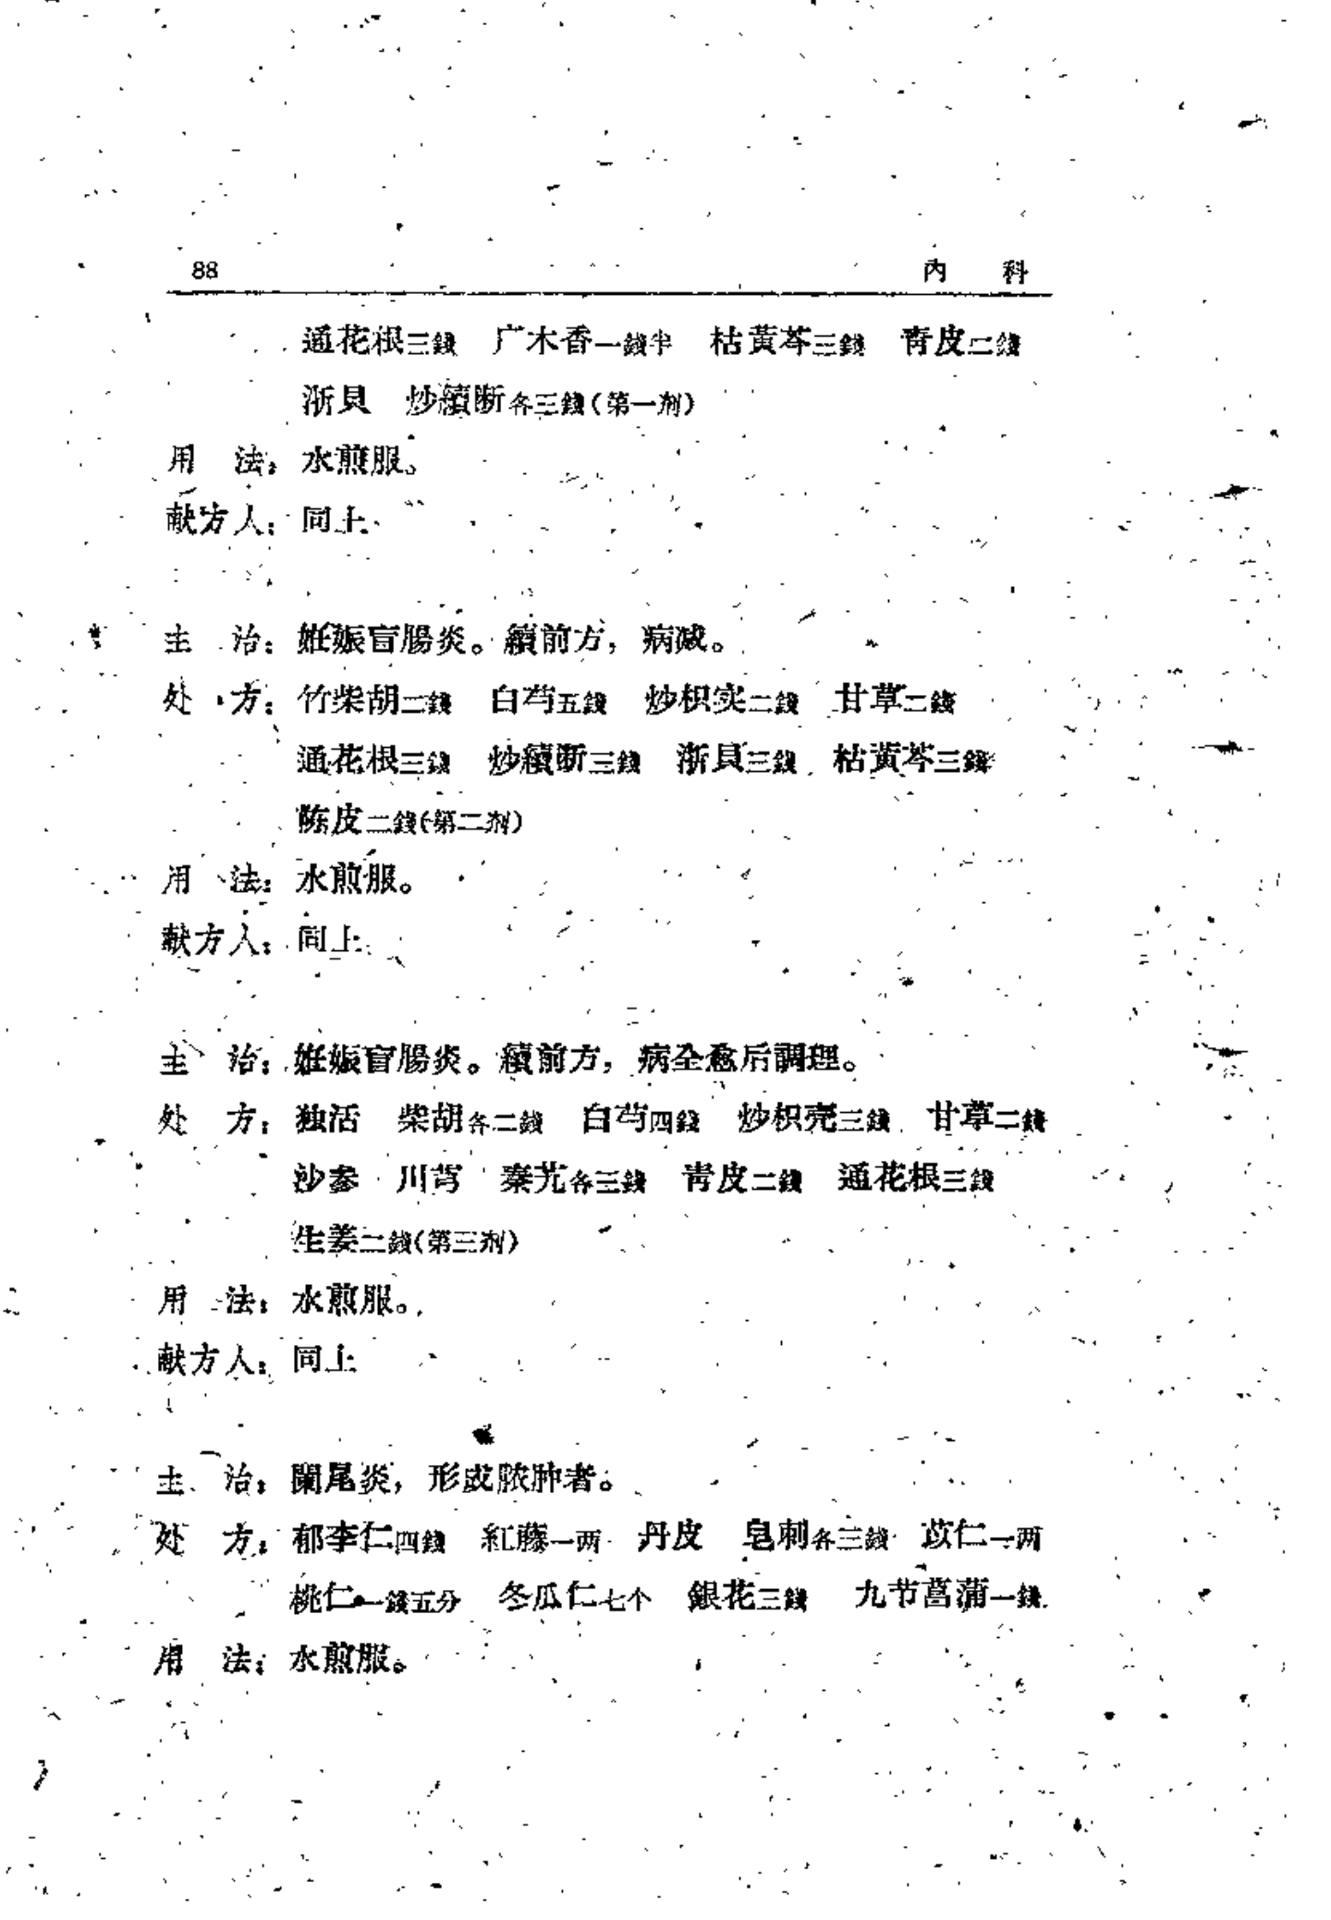 88
內 科
通花根三錢 广木香一錢半 枯黃芩三錢 青皮二錢
浙貝 炒續断各三錢(第一剂)
用 法: 水煎服。
献方人: 同上
主 治: 妊娠盲腸炎。續前方,病减。
处 方: 竹柴胡二錢 白芍五錢 炒枳实二錢 甘草二錢
通花根三錢 炒續断三錢 浙貝三錢 枯黃芩三錢
陈皮二錢(第二剂)
用 法: 水煎服。
献方人: 同上
主 治: 妊娠盲腸炎。續前方,病全愈后調理。
处 方: 独活 柴胡各二錢 白芍四錢 炒枳壳三錢 甘草二錢
沙参 川芎 秦艽各三錢 青皮二錢 通花根三錢
生姜二錢(第三剂)
用 法: 水煎服。
献方人: 同上
主 治: 闌尾炎,形成脓肿者。
处 方: 郁李仁四錢 紅藤一两 丹皮 皂刺各三錢 苡仁一两
桃仁一錢五分 冬瓜仁七个 銀花三錢 九节菖蒲一錢
用 法: 水煎服。